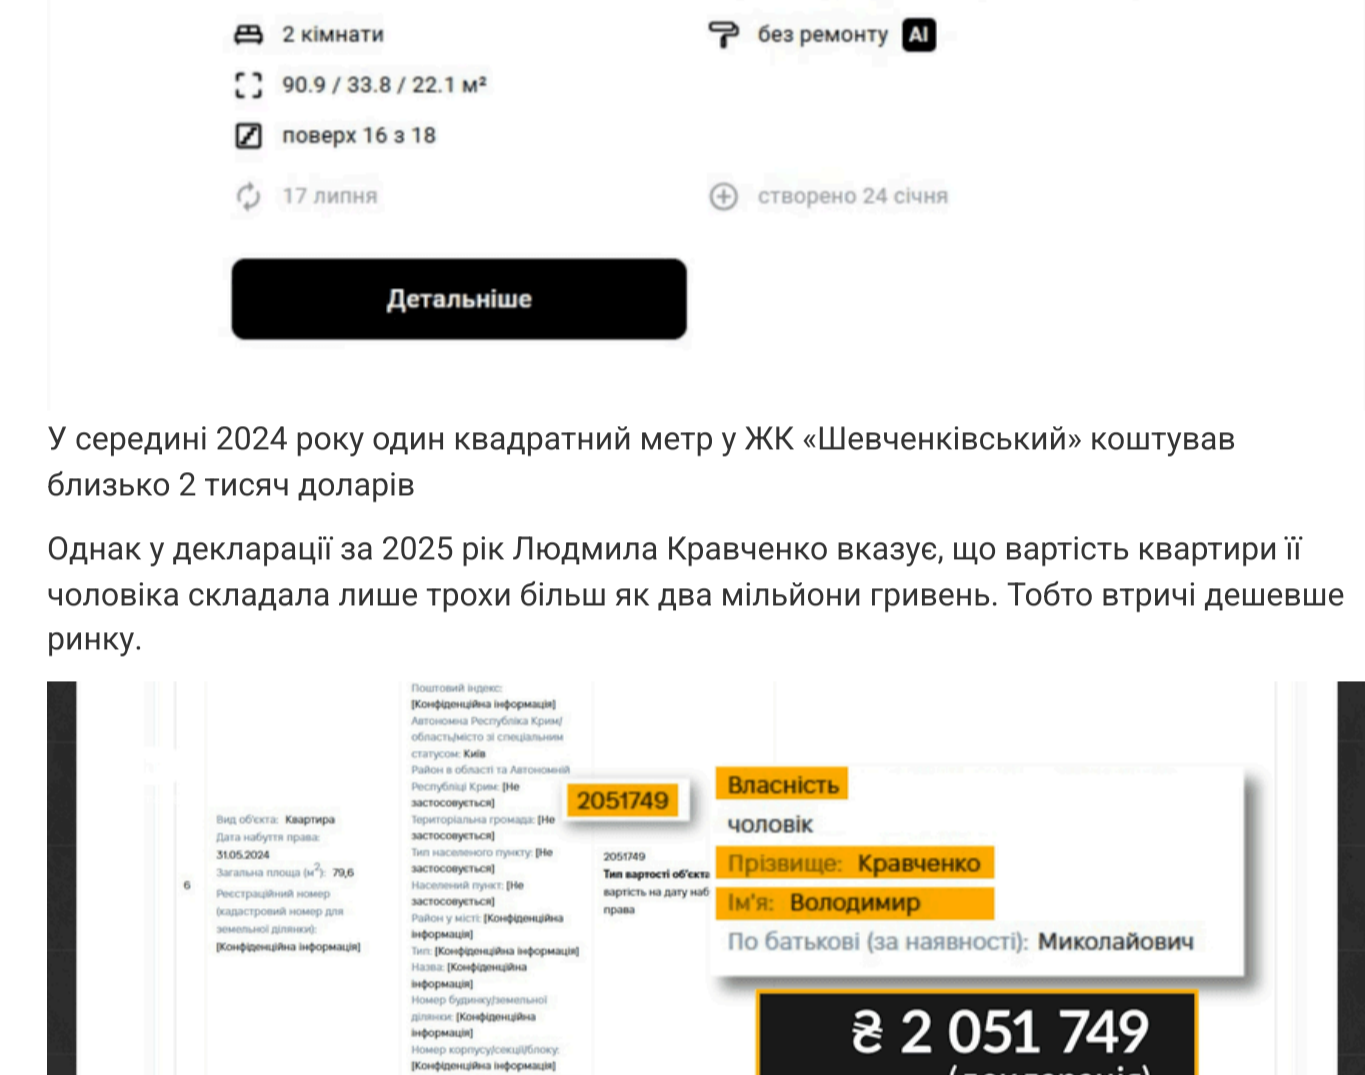 2 кімнати
без ремонту AI
90.9 / 33.8 / 22.1 м²
поверх 16 з 18
17 липня
створено 24 січня
Детальніше
У середині 2024 року один квадратний метр у ЖК «Шевченківський» коштував
близько 2 тисяч доларів
Однак у декларації за 2025 рік Людмила Кравченко вказує, що вартість квартири її
чоловіка складала лише трохи більш як два мільйони гривень. Тобто втричі дешевше
ринку.
6
Вид об'єкта: Квартира
Дата набуття права:
31.05.2024
Загальна площа (м²): 79,6
Реєстраційний номер
(кадастровий номер для
земельної ділянки):
[Конфіденційна інформація]
Поштовий індекс:
[Конфіденційна інформація]
Автономна Республіка Крим/
область/місто зі спеціальним
статусом: Київ
Район в області та Автономній
Республіці Крим: [Не
застосовується]
Територіальна громада: [Не
застосовується]
Тип населеного пункту: [Не
застосовується]
Населений пункт: [Не
застосовується]
Район у місті: [Конфіденційна
інформація]
Тип: [Конфіденційна інформація]
Назва: [Конфіденційна
інформація]
Номер будинку/земельної
ділянки: [Конфіденційна
інформація]
Номер корпусу/секції/блоку:
[Конфіденційна інформація]
2051749
2051749
Тип вартості об'єкта
вартість на дату наб
права
Власність
чоловік
Прізвище: Кравченко
Ім'я: Володимир
По батькові (за наявності): Миколайович
₴ 2 051 749